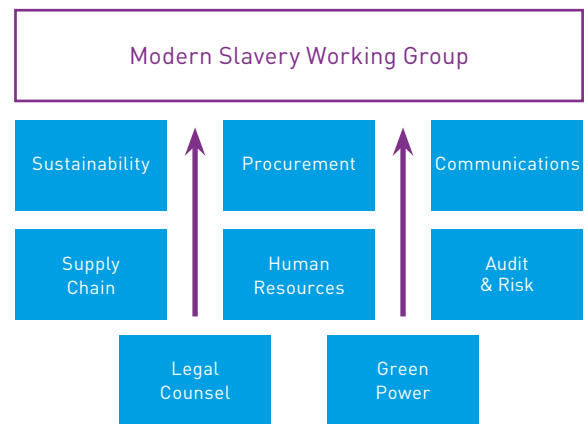 Modern Slavery Working Group
Sustainability
Procurement
Communications
Supply
Chain
Human
Resources
Audit
& Risk
Legal
Counsel
Green
Power